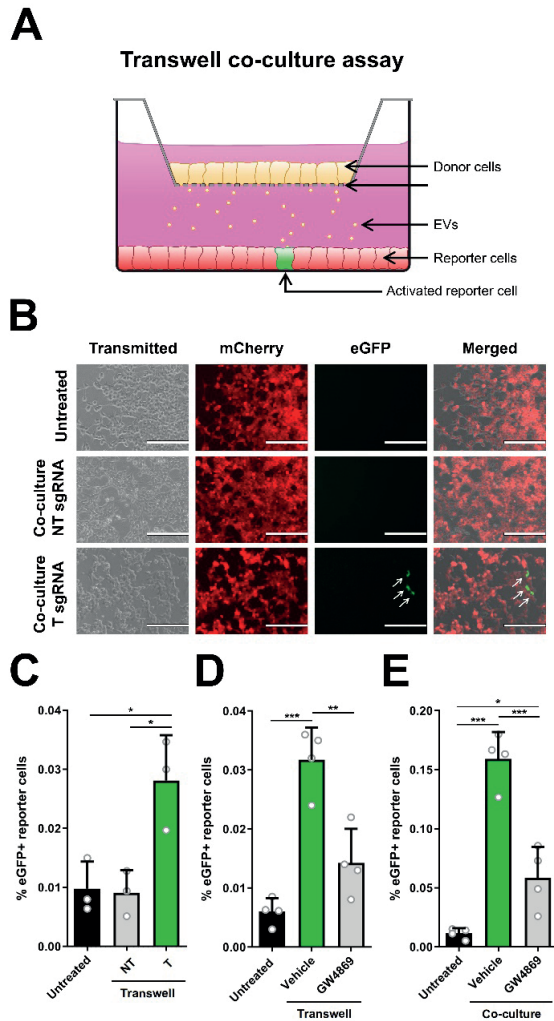 A
Transwell co-culture assay
Donor cells
EVs
Reporter cells
Activated reporter cell
B
Transmitted mCherry eGFP Merged
Untreated
Co-culture
NT sgRNA
Co-culture
T sgRNA
C
% eGFP+ reporter cells
0.04
0.03
0.02
0.01
0.00
*
*
Untreated NT T
Transwell
D
% eGFP+ reporter cells
0.04
0.03
0.02
0.01
0.00
*** **
Untreated Vehicle GW4869
Transwell
E
% eGFP+ reporter cells
0.20
0.15
0.10
0.05
0.00
*
*** ***
Untreated Vehicle GW4869
Co-culture